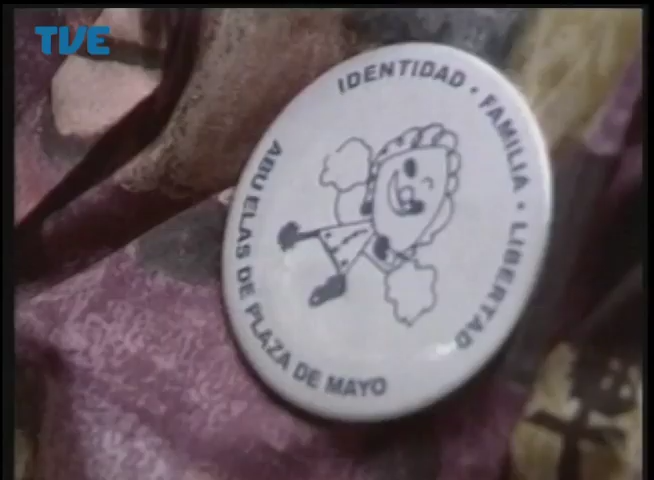 TVE
IDENTIDAD • FAMILIA • LIBERTAD
ABUELAS DE PLAZA DE MAYO